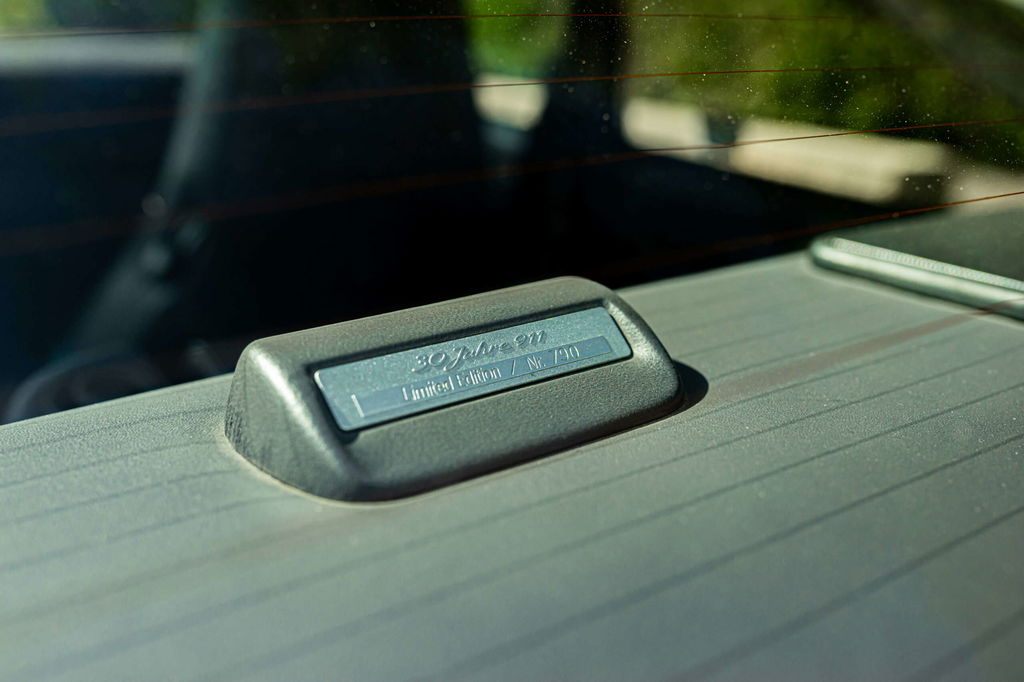 30 Jahre 911
Limited Edition / Nr. 790